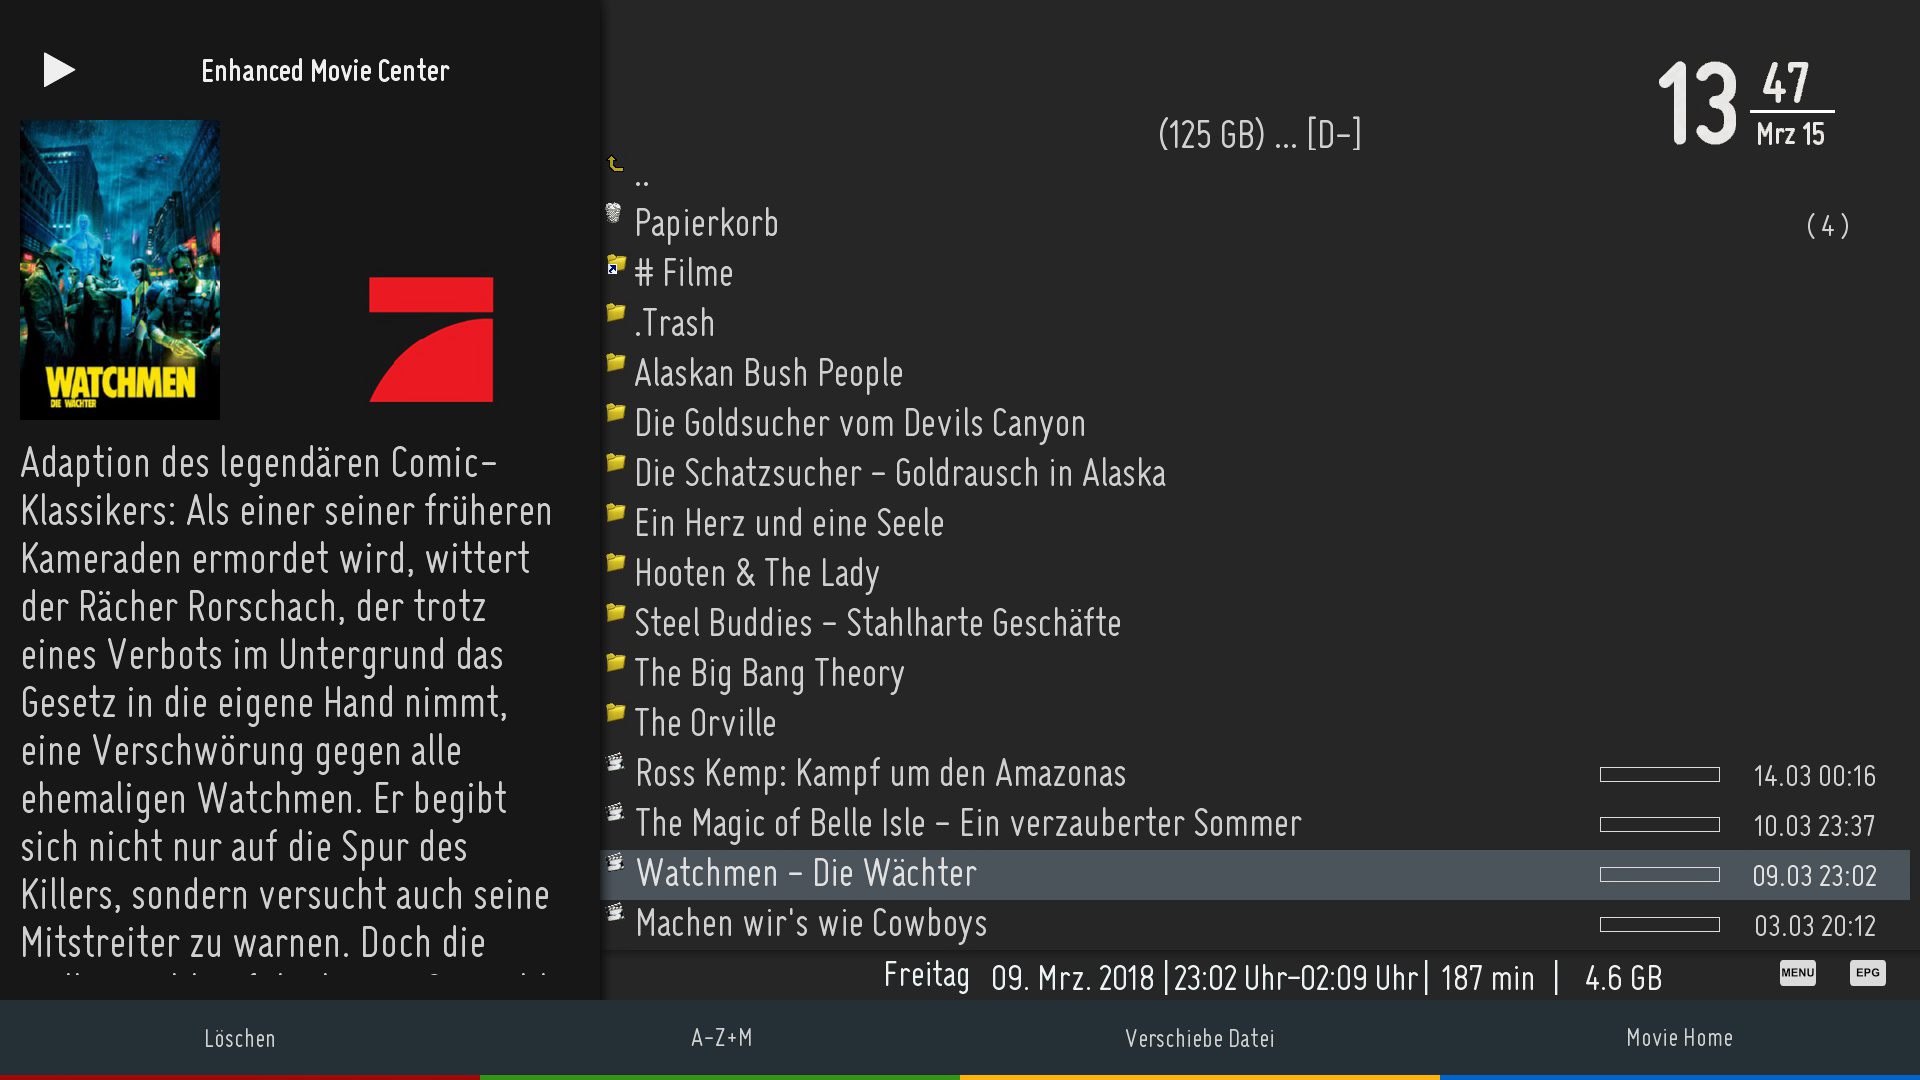 Enhanced Movie Center
13 47
Mrz 15
(125 GB) ... [D-]
WATCHMEN
DIE WÄCHTER
Adaption des legendären Comic-
Klassikers: Als einer seiner früheren
Kameraden ermordet wird, wittert
der Rächer Rorschach, der trotz
eines Verbots im Untergrund das
Gesetz in die eigene Hand nimmt,
eine Verschwörung gegen alle
ehemaligen Watchmen. Er begibt
sich nicht nur auf die Spur des
Killers, sondern versucht auch seine
Mitstreiter zu warnen. Doch die
..
Papierkorb (4)
# Filme
.Trash
Alaskan Bush People
Die Goldsucher vom Devils Canyon
Die Schatzsucher - Goldrausch in Alaska
Ein Herz und eine Seele
Hooten & The Lady
Steel Buddies - Stahlharte Geschäfte
The Big Bang Theory
The Orville
Ross Kemp: Kampf um den Amazonas 14.03 00:16
The Magic of Belle Isle - Ein verzauberter Sommer 10.03 23:37
Watchmen - Die Wächter 09.03 23:02
Machen wir's wie Cowboys 03.03 20:12
Freitag 09. Mrz. 2018 |23:02 Uhr-02:09 Uhr| 187 min | 4.6 GB MENU EPG
Löschen A-Z+M Verschiebe Datei Movie Home